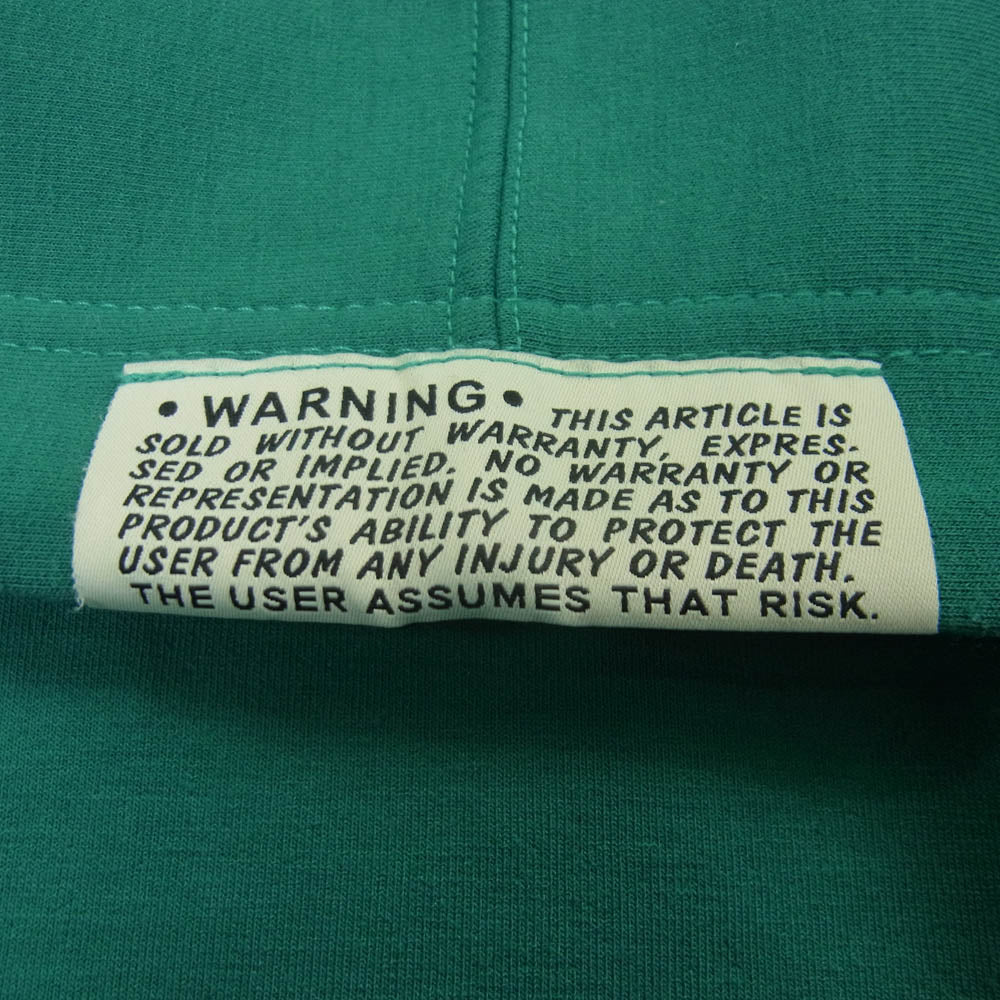 • WARNING • THIS ARTICLE IS
SOLD WITHOUT WARRANTY, EXPRES-
SED OR IMPLIED. NO WARRANTY OR
REPRESENTATION IS MADE AS TO THIS
PRODUCT'S ABILITY TO PROTECT THE
USER FROM ANY INJURY OR DEATH.
THE USER ASSUMES THAT RISK.